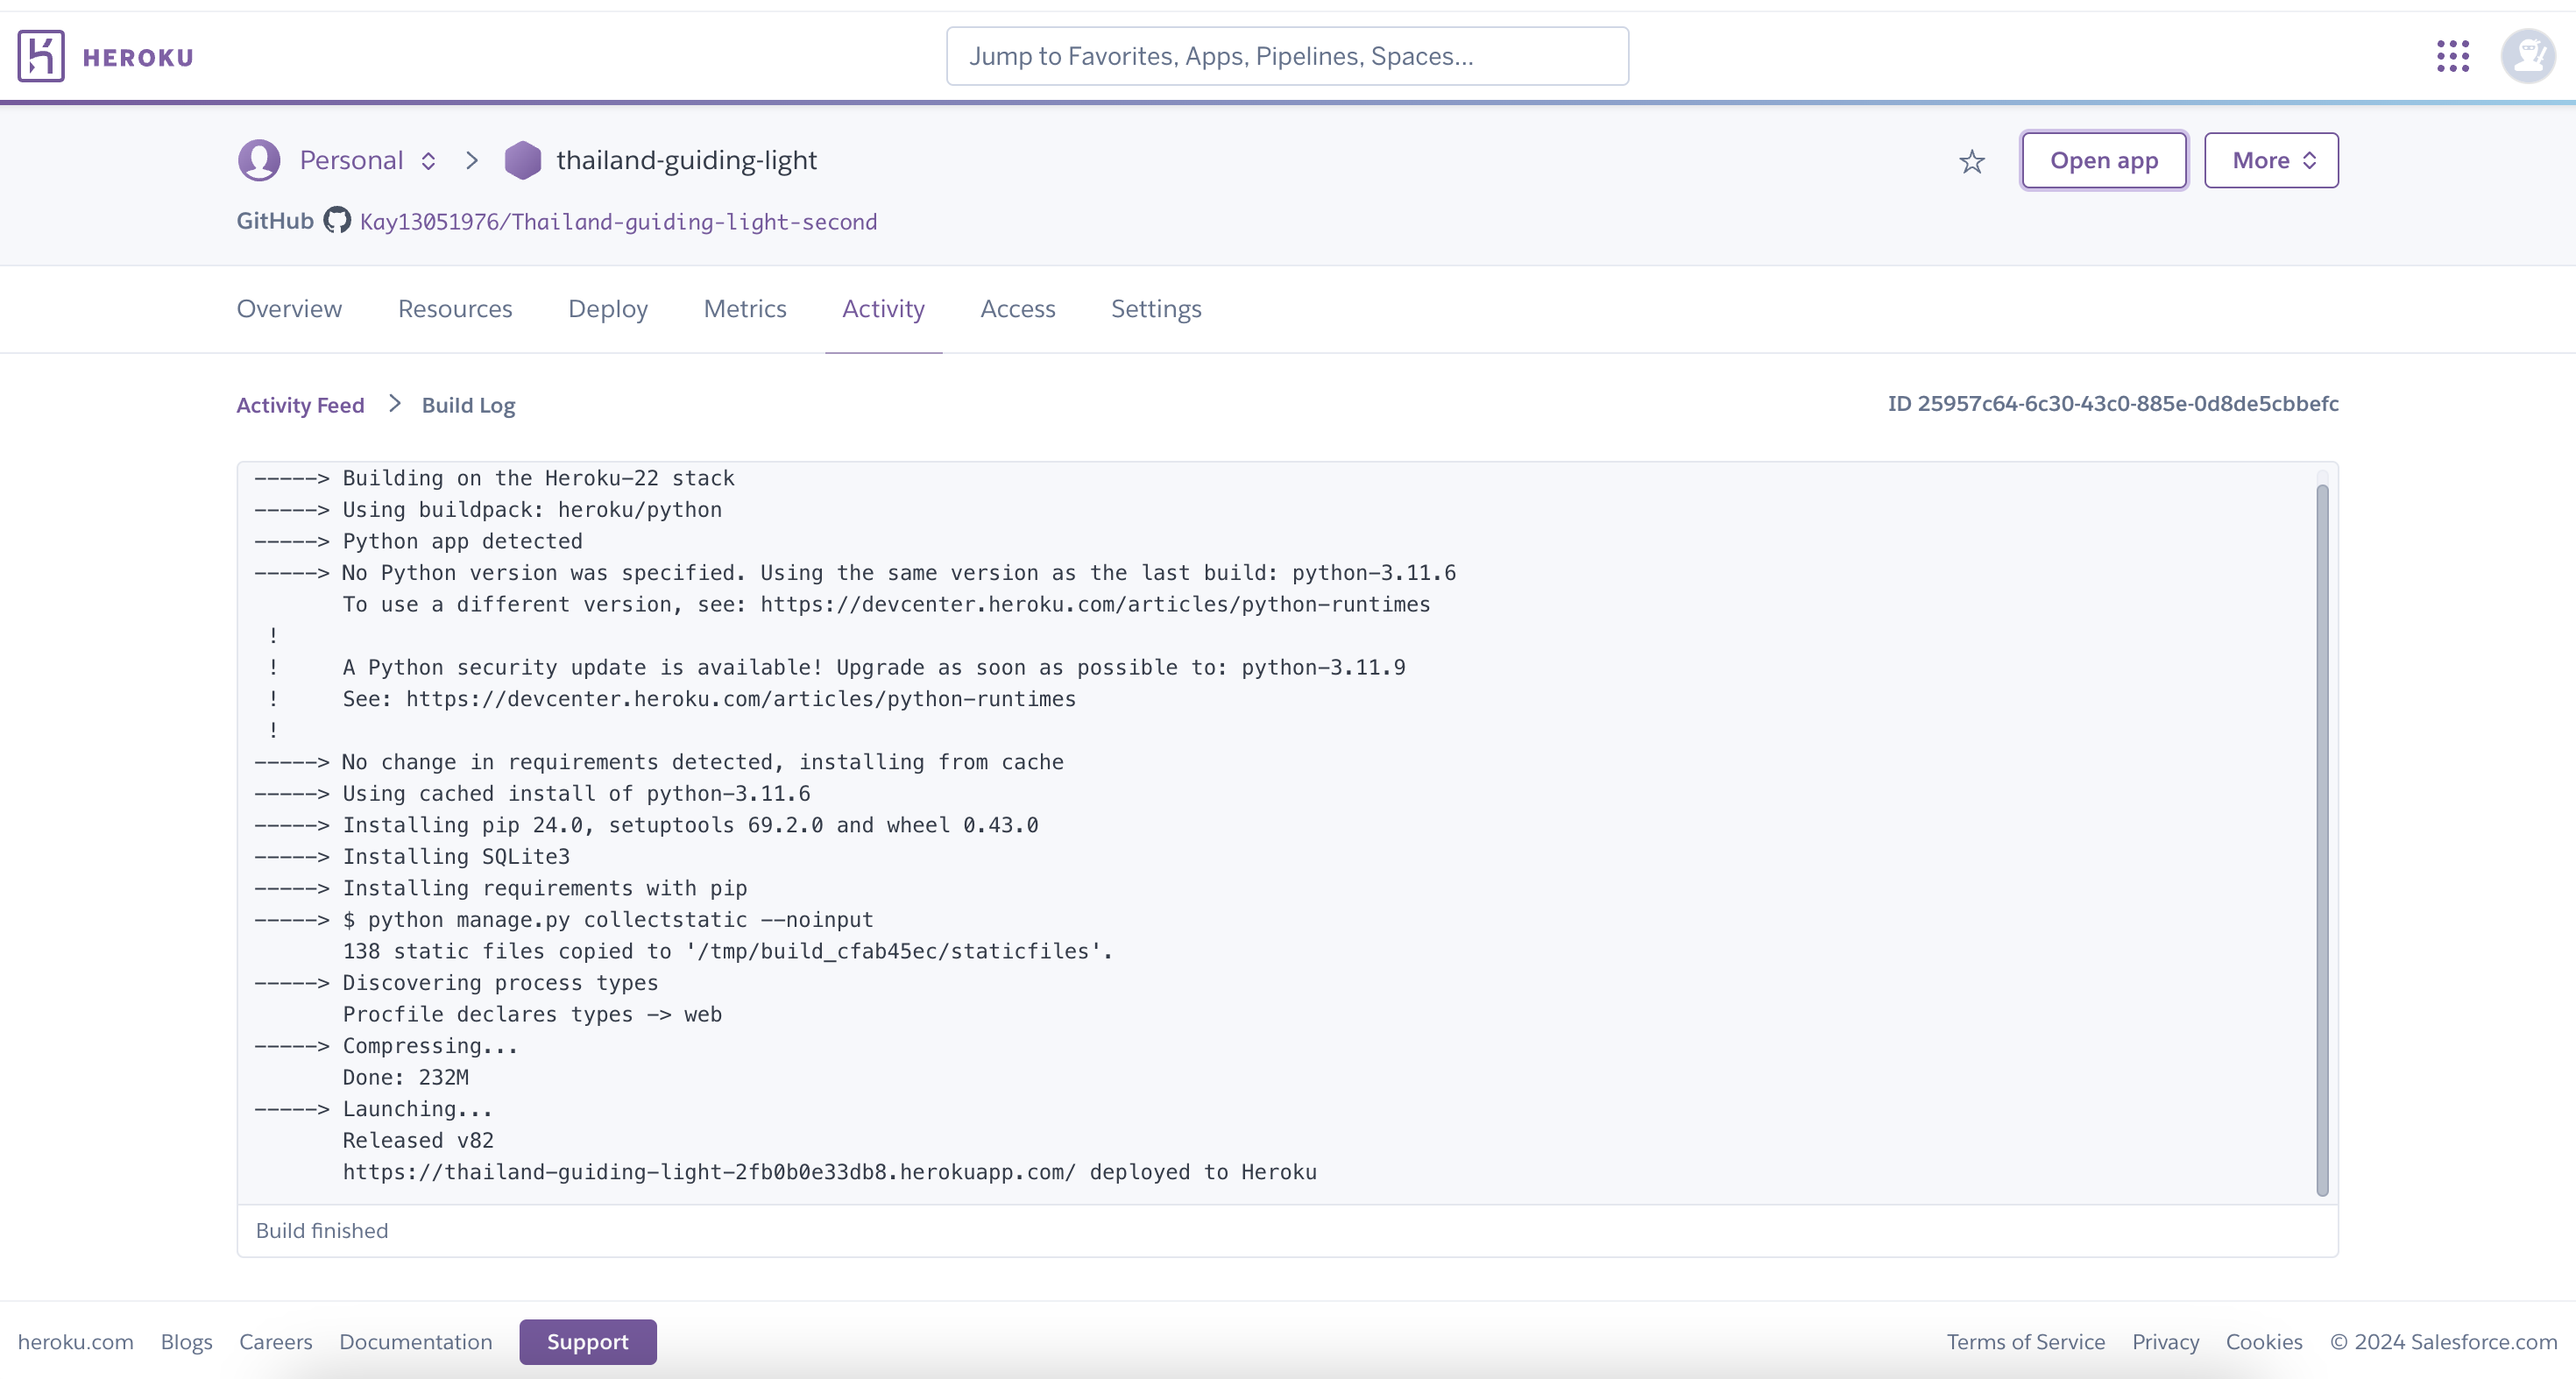 HEROKU
Jump to Favorites, Apps, Pipelines, Spaces...
Personal > thailand-guiding-light
Open app
More
GitHub Kay13051976/Thailand-guiding-light-second
Overview Resources Deploy Metrics Activity Access Settings
Activity Feed > Build Log
ID 25957c64-6c30-43c0-885e-0d8de5cbbefc
-----> Building on the Heroku-22 stack
-----> Using buildpack: heroku/python
-----> Python app detected
-----> No Python version was specified. Using the same version as the last build: python-3.11.6
       To use a different version, see: https://devcenter.heroku.com/articles/python-runtimes
 !
 !     A Python security update is available! Upgrade as soon as possible to: python-3.11.9
 !     See: https://devcenter.heroku.com/articles/python-runtimes
 !
-----> No change in requirements detected, installing from cache
-----> Using cached install of python-3.11.6
-----> Installing pip 24.0, setuptools 69.2.0 and wheel 0.43.0
-----> Installing SQLite3
-----> Installing requirements with pip
-----> $ python manage.py collectstatic --noinput
       138 static files copied to '/tmp/build_cfab45ec/staticfiles'.
-----> Discovering process types
       Procfile declares types -> web
-----> Compressing...
       Done: 232M
-----> Launching...
       Released v82
       https://thailand-guiding-light-2fb0b0e33db8.herokuapp.com/ deployed to Heroku
Build finished
heroku.com Blogs Careers Documentation Support
Terms of Service Privacy Cookies © 2024 Salesforce.com